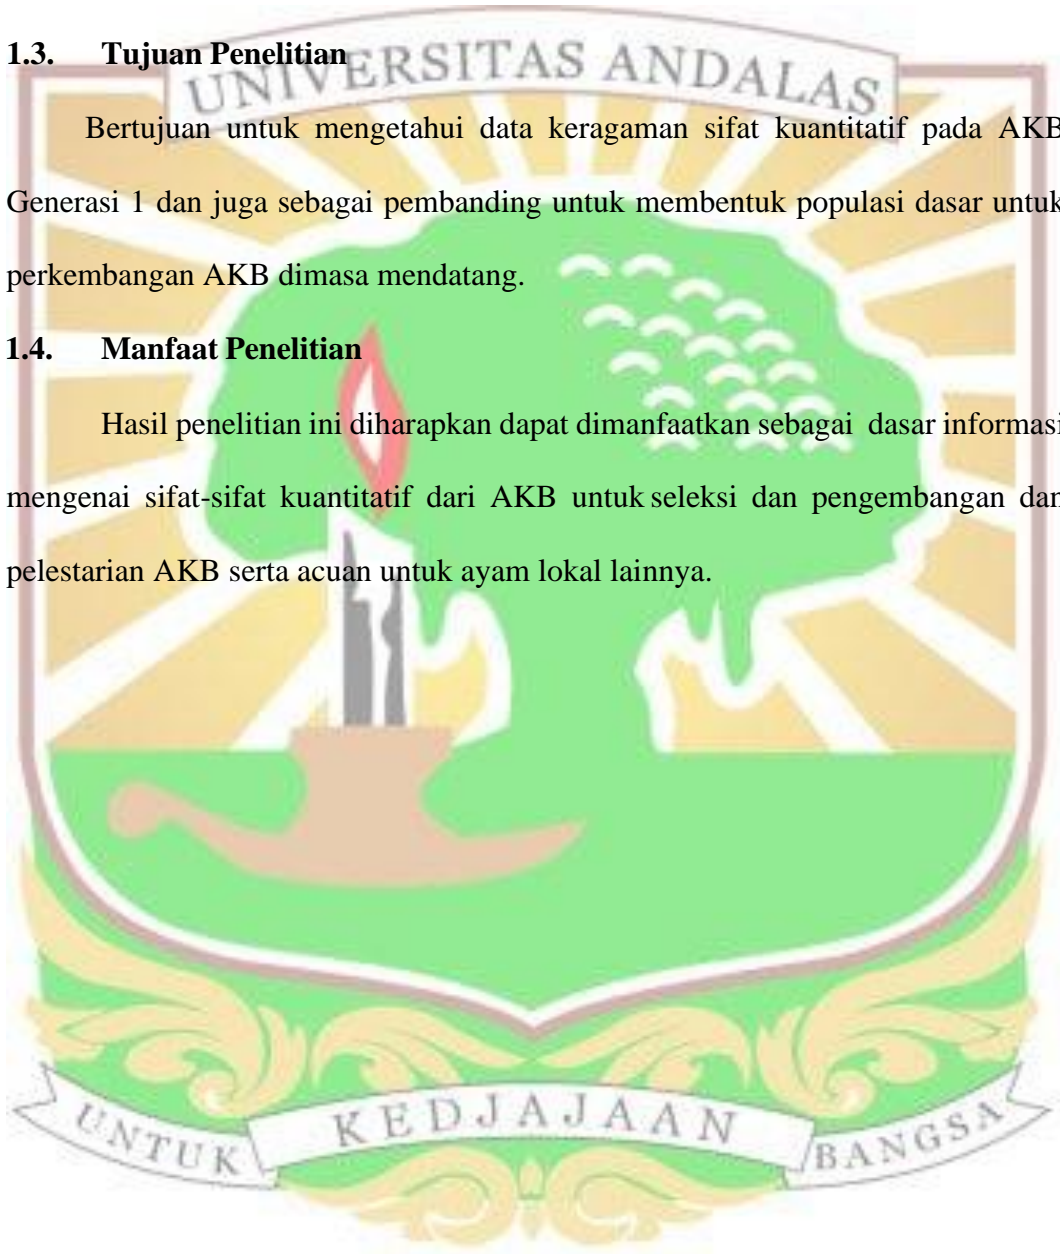 1.3. Tujuan Penelitian
UNIVERSITAS ANDALAS
Bertujuan untuk mengetahui data keragaman sifat kuantitatif pada AKB
Generasi 1 dan juga sebagai pembanding untuk membentuk populasi dasar untuk
perkembangan AKB dimasa mendatang.
1.4. Manfaat Penelitian
Hasil penelitian ini diharapkan dapat dimanfaatkan sebagai dasar informasi
mengenai sifat-sifat kuantitatif dari AKB untuk seleksi dan pengembangan dan
pelestarian AKB serta acuan untuk ayam lokal lainnya.
UNTUK KEDJAJAAN BANGSA